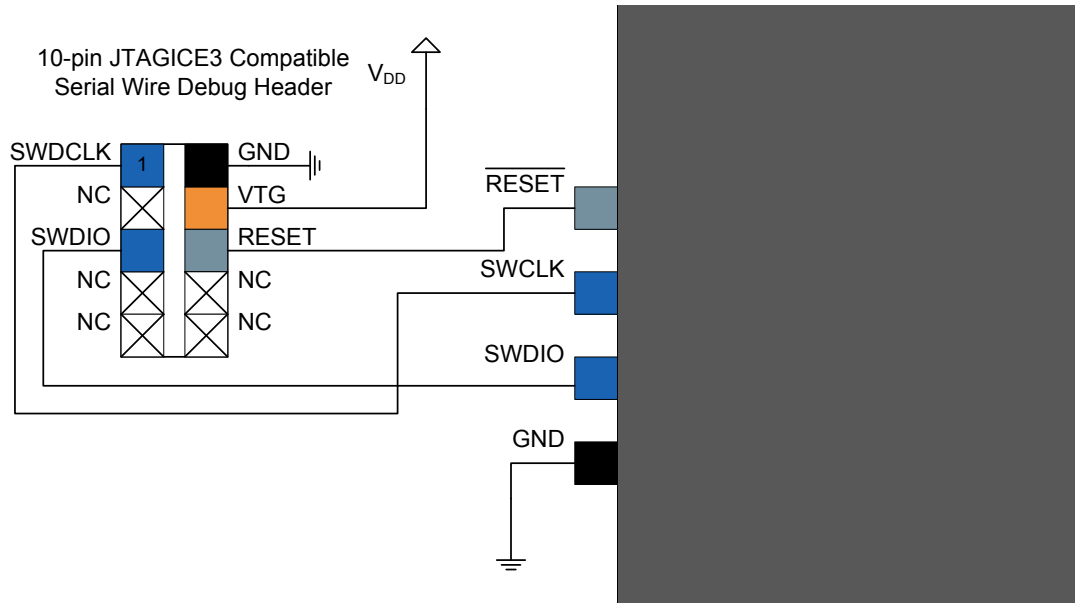 10-pin JTAGICE3 Compatible
Serial Wire Debug Header
VDD
SWDCLK
1
GND
NC
VTG
SWDIO
RESET
NC
NC
NC
NC
RESET
SWCLK
SWDIO
GND